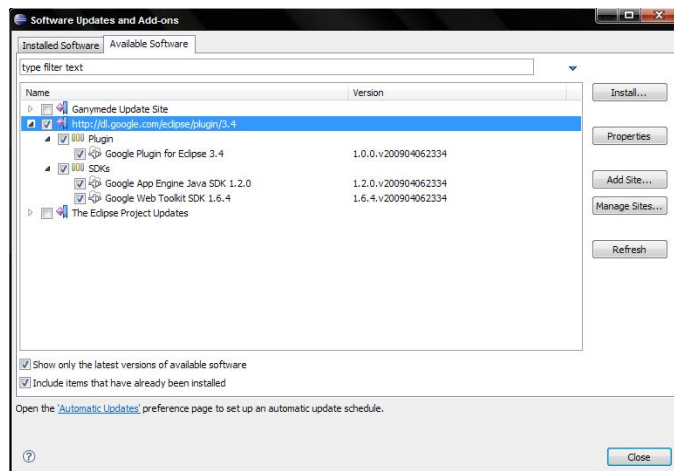 Software Updates and Add-ons
Installed Software Available Software
type filter text
Name Version
Install...
Ganymede Update Site
http://dl.google.com/eclipse/plugin/3.4
Plugin
Properties
Google Plugin for Eclipse 3.4 1.0.0.v200904062334
SDKs
Google App Engine Java SDK 1.2.0 1.2.0.v200904062334
Add Site...
Google Web Toolkit SDK 1.6.4 1.6.4.v200904062334
Manage Sites...
The Eclipse Project Updates
Refresh
Show only the latest versions of available software
Include items that have already been installed
Open the 'Automatic Updates' preference page to set up an automatic update schedule.
? Close